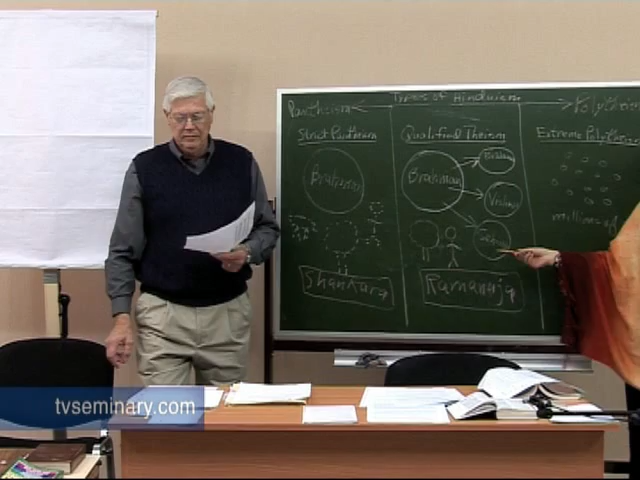 Types of Hinduism
Pantheism
Polytheism
Strict Pantheism
Qualified Theism
Extreme Polytheism
Brahman
Brahman
Brahma
Vishnu
millions of
Shankara
Ramanuja
tvseminary.com